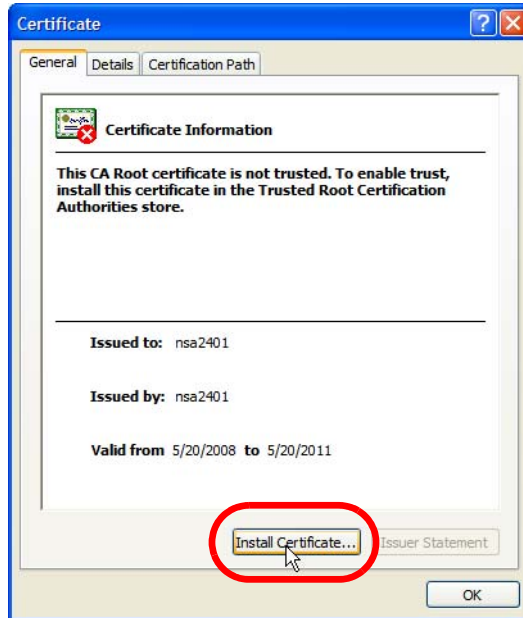 Certificate
General Details Certification Path
Certificate Information
This CA Root certificate is not trusted. To enable trust,
install this certificate in the Trusted Root Certification
Authorities store.
Issued to: nsa2401
Issued by: nsa2401
Valid from 5/20/2008 to 5/20/2011
Install Certificate... Issuer Statement
OK